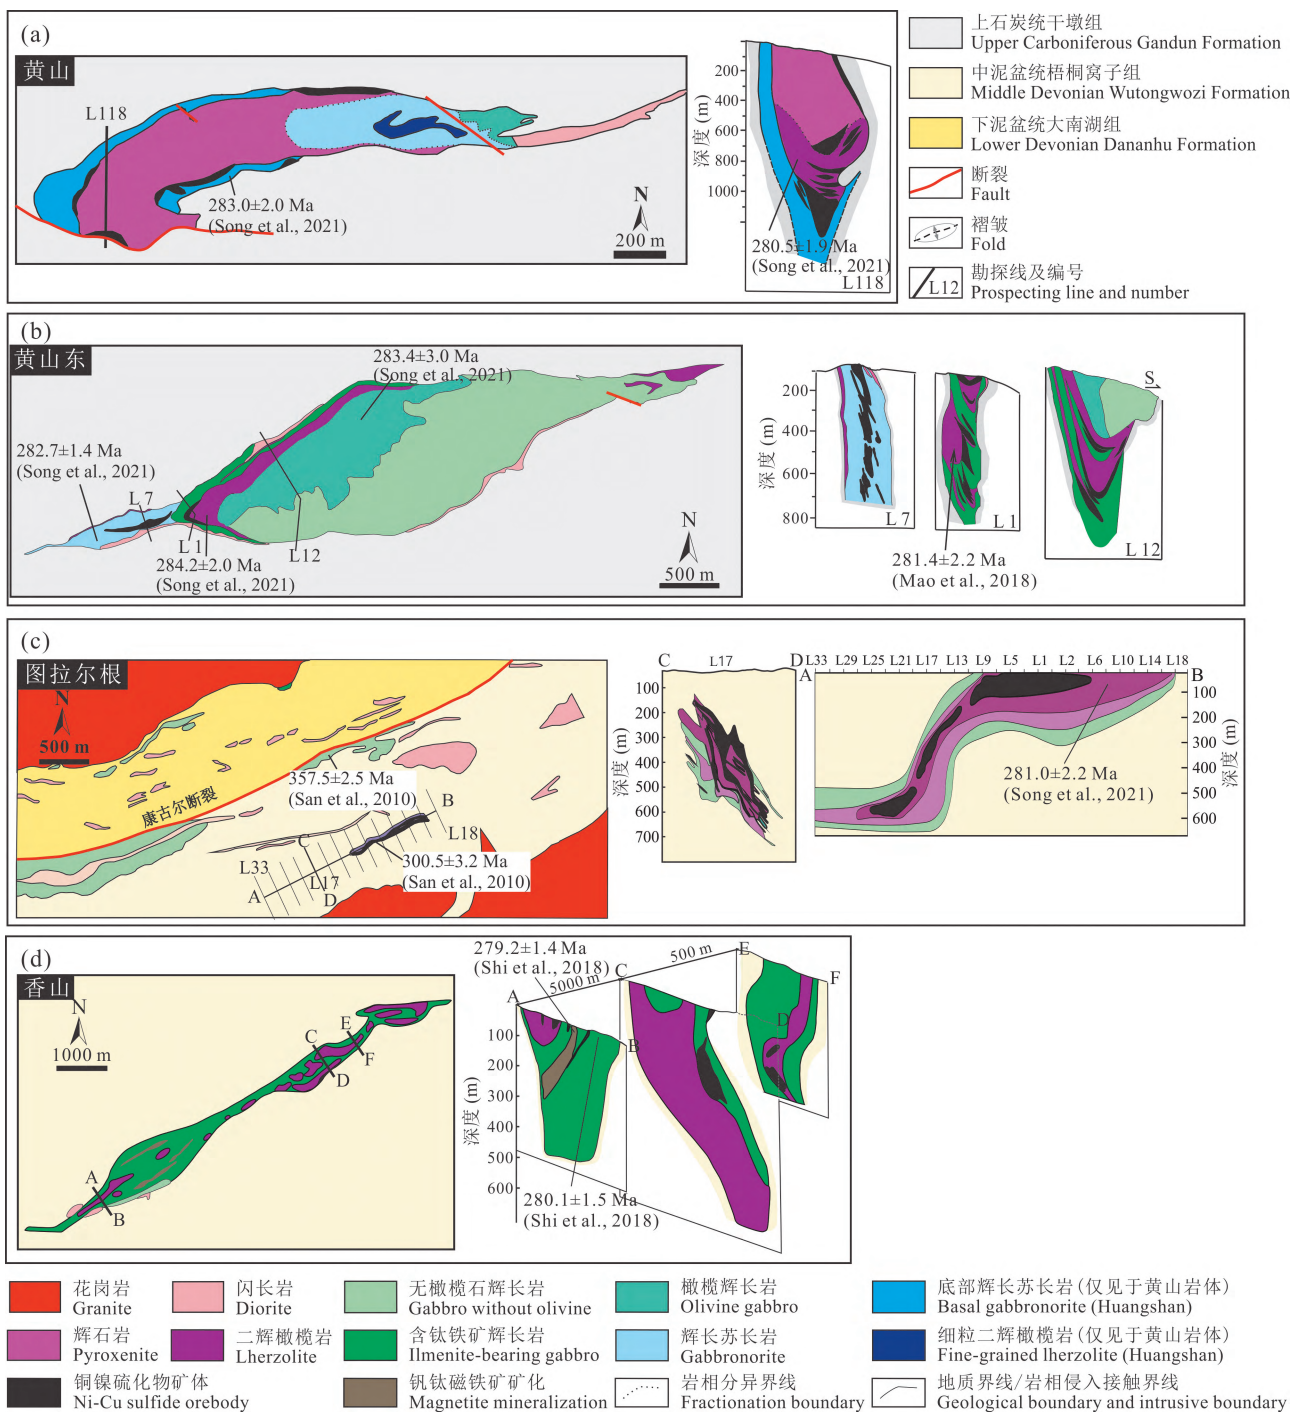 (a)
黄山
L118
283.0±2.0 Ma
(Song et al., 2021)
N
200 m
深度 (m)
200
400
600
800
1000
280.5±1.9 Ma
(Song et al., 2021)
L118
上石炭统干墩组
Upper Carboniferous Gandun Formation
中泥盆统梧桐窝子组
Middle Devonian Wutongwozi Formation
下泥盆统大南湖组
Lower Devonian Dananhu Formation
断裂
Fault
褶皱
Fold
L12
勘探线及编号
Prospecting line and number
(b)
黄山东
283.4±3.0 Ma
(Song et al., 2021)
282.7±1.4 Ma
(Song et al., 2021)
L 7
L 1
L12
284.2±2.0 Ma
(Song et al., 2021)
N
500 m
深度 (m)
200
400
600
800
L 7
L 1
281.4±2.2 Ma
(Mao et al., 2018)
S
L 12
(c)
图拉尔根
N
500 m
康古尔断裂
357.5±2.5 Ma
(San et al., 2010)
B
L18
C
L33
L17
A
D
300.5±3.2 Ma
(San et al., 2010)
C
L17
D
深度 (m)
100
200
300
400
500
600
700
L33 L29 L25 L21 L17 L13 L9 L5 L1 L2 L6 L10 L14 L18
A
B
100
200
300
400
500
600
深度 (m)
281.0±2.2 Ma
(Song et al., 2021)
(d)
香山
N
1000 m
A
B
C
D
E
F
279.2±1.4 Ma
(Shi et al., 2018)
5000 m
500 m
A
B
C
D
E
F
深度 (m)
100
200
300
400
500
600
280.1±1.5 Ma
(Shi et al., 2018)
花岗岩
Granite
闪长岩
Diorite
无橄榄石辉长岩
Gabbro without olivine
橄榄辉长岩
Olivine gabbro
底部辉长苏长岩(仅见于黄山岩体)
Basal gabbronorite (Huangshan)
辉石岩
Pyroxenite
二辉橄榄岩
Lherzolite
含钛铁矿辉长岩
Ilmenite-bearing gabbro
辉长苏长岩
Gabbronorite
细粒二辉橄榄岩(仅见于黄山岩体)
Fine-grained lherzolite (Huangshan)
铜镍硫化物矿体
Ni-Cu sulfide orebody
钒钛磁铁矿矿化
Magnetite mineralization
岩相分异界线
Fractionation boundary
地质界线/岩相侵入接触界线
Geological boundary and intrusive boundary